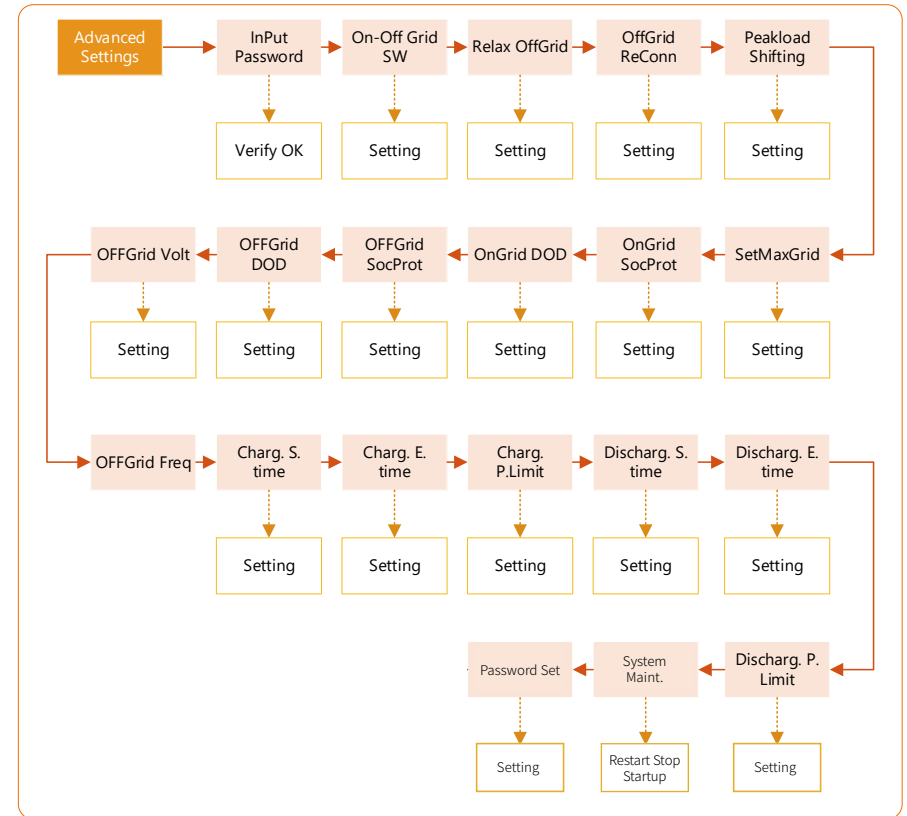 Advanced
Settings
InPut
Password
On-Off Grid
SW
Relax OffGrid
OffGrid
ReConn
Peakload
Shifting
Verify OK
Setting
Setting
Setting
Setting
OFFGrid Volt
OFFGrid
DOD
OFFGrid
SocProt
OnGrid DOD
OnGrid
SocProt
SetMaxGrid
Setting
Setting
Setting
Setting
Setting
Setting
OFFGrid Freq
Charg. S.
time
Charg. E.
time
Charg.
P.Limit
Discharg. S.
time
Discharg. E.
time
Setting
Setting
Setting
Setting
Setting
Password Set
System
Maint.
Discharg. P.
Limit
Setting
Restart Stop
Startup
Setting